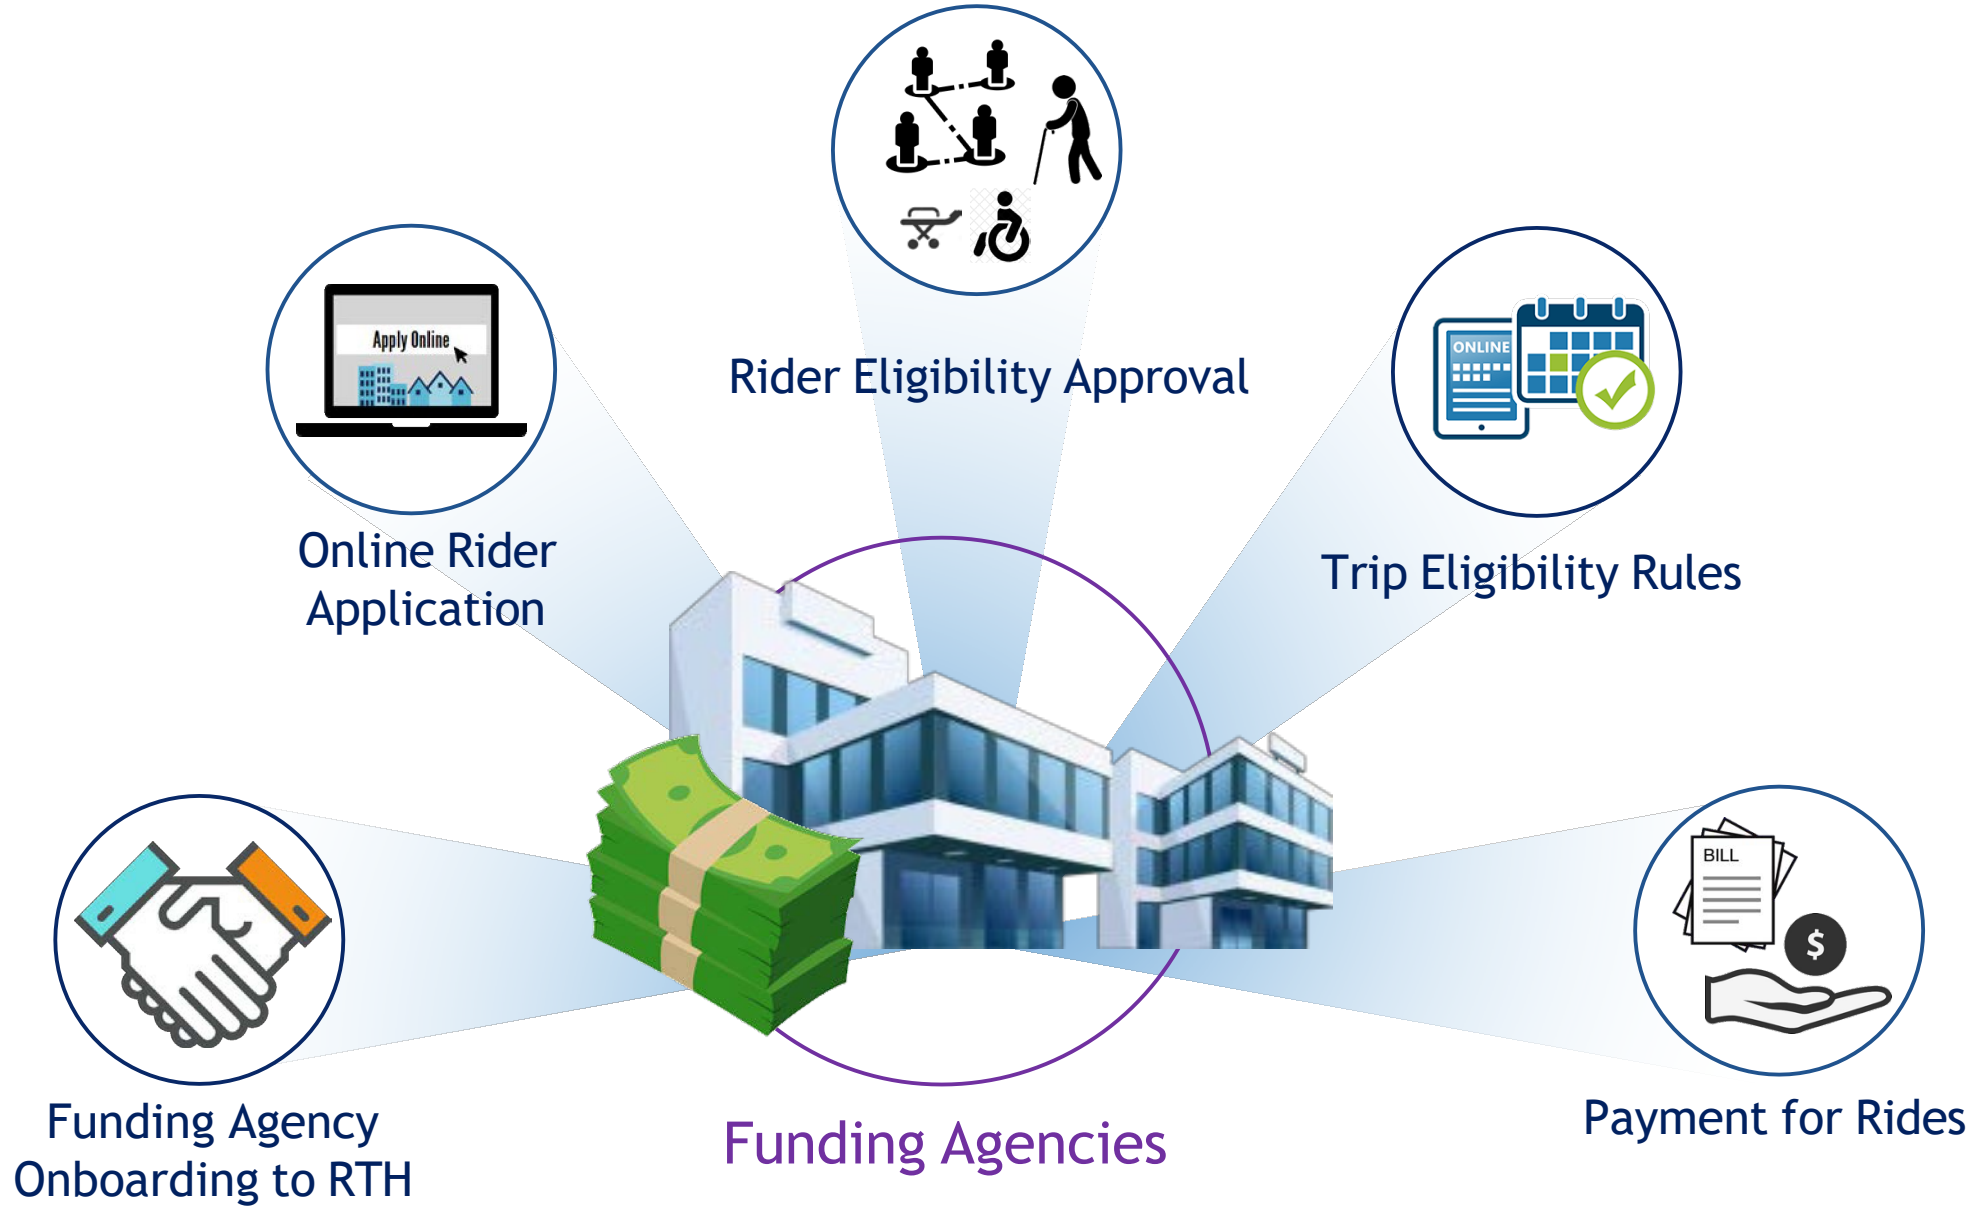 Apply Online
Rider Eligibility Approval
ONLINE
Online Rider
Application
Trip Eligibility Rules
BILL
$
Funding Agency
Onboarding to RTH
Funding Agencies
Payment for Rides